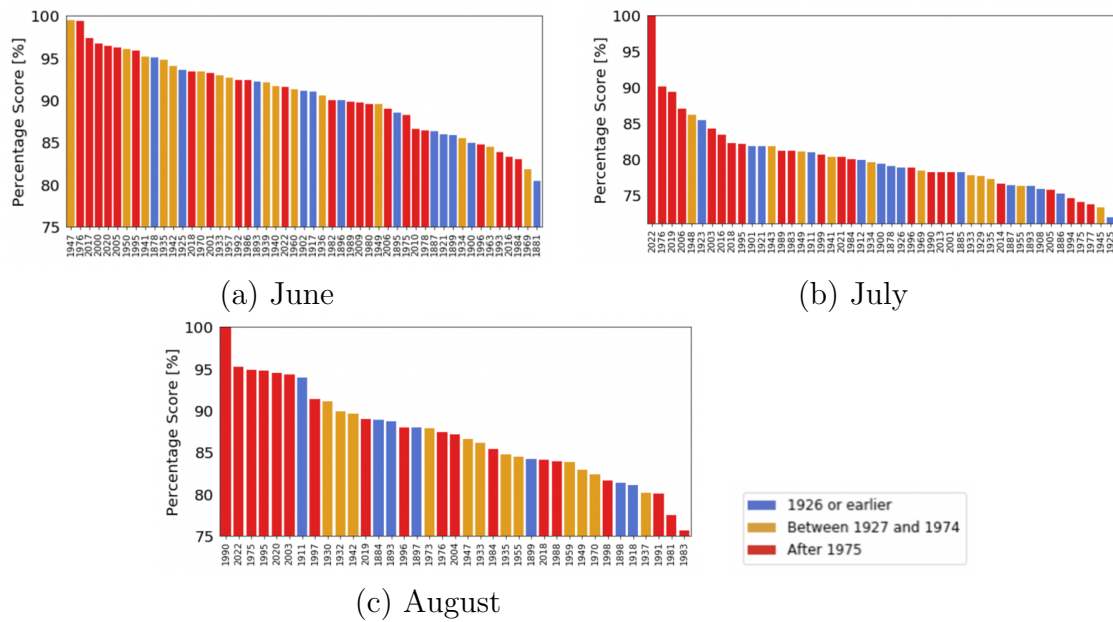 100
95
90
85
80
75
Percentage Score [%]
1947 1976 2017 2000 2020 2005 1950 1995 1941 1878 1935 1942 1925 2018 1970 2001 1933 1957 1992 1986 1893 1939 1940 2022 1960 1902 1917 1936 1982 1896 1989 2009 1980 1949 2006 1895 1975 2010 1978 1887 1921 1899 1934 1900 1996 1963 1993 2016 1984 1969 1881
(a) June
100
95
90
85
80
75
Percentage Score [%]
2022 1976 2019 2006 1948 1923 2003 2016 2018 1995 1901 1921 1943 1989 1983 1949 1911 1999 1941 2021 1984 1912 1934 1900 1878 1926 1996 1969 1990 2013 2001 1885 1933 1929 1935 2014 1887 1955 1893 1908 2005 1886 1994 1975 1977 1945 1925
(b) July
100
95
90
85
80
75
Percentage Score [%]
1990 2022 1975 1995 2020 2003 1911 1997 1930 1932 1942 2019 1884 1893 1996 1897 1973 1976 2004 1947 1933 1984 1935 1955 1899 2018 1988 1959 1949 1970 1998 1898 1918 1937 1991 1981 1983
(c) August
1926 or earlier
Between 1927 and 1974
After 1975